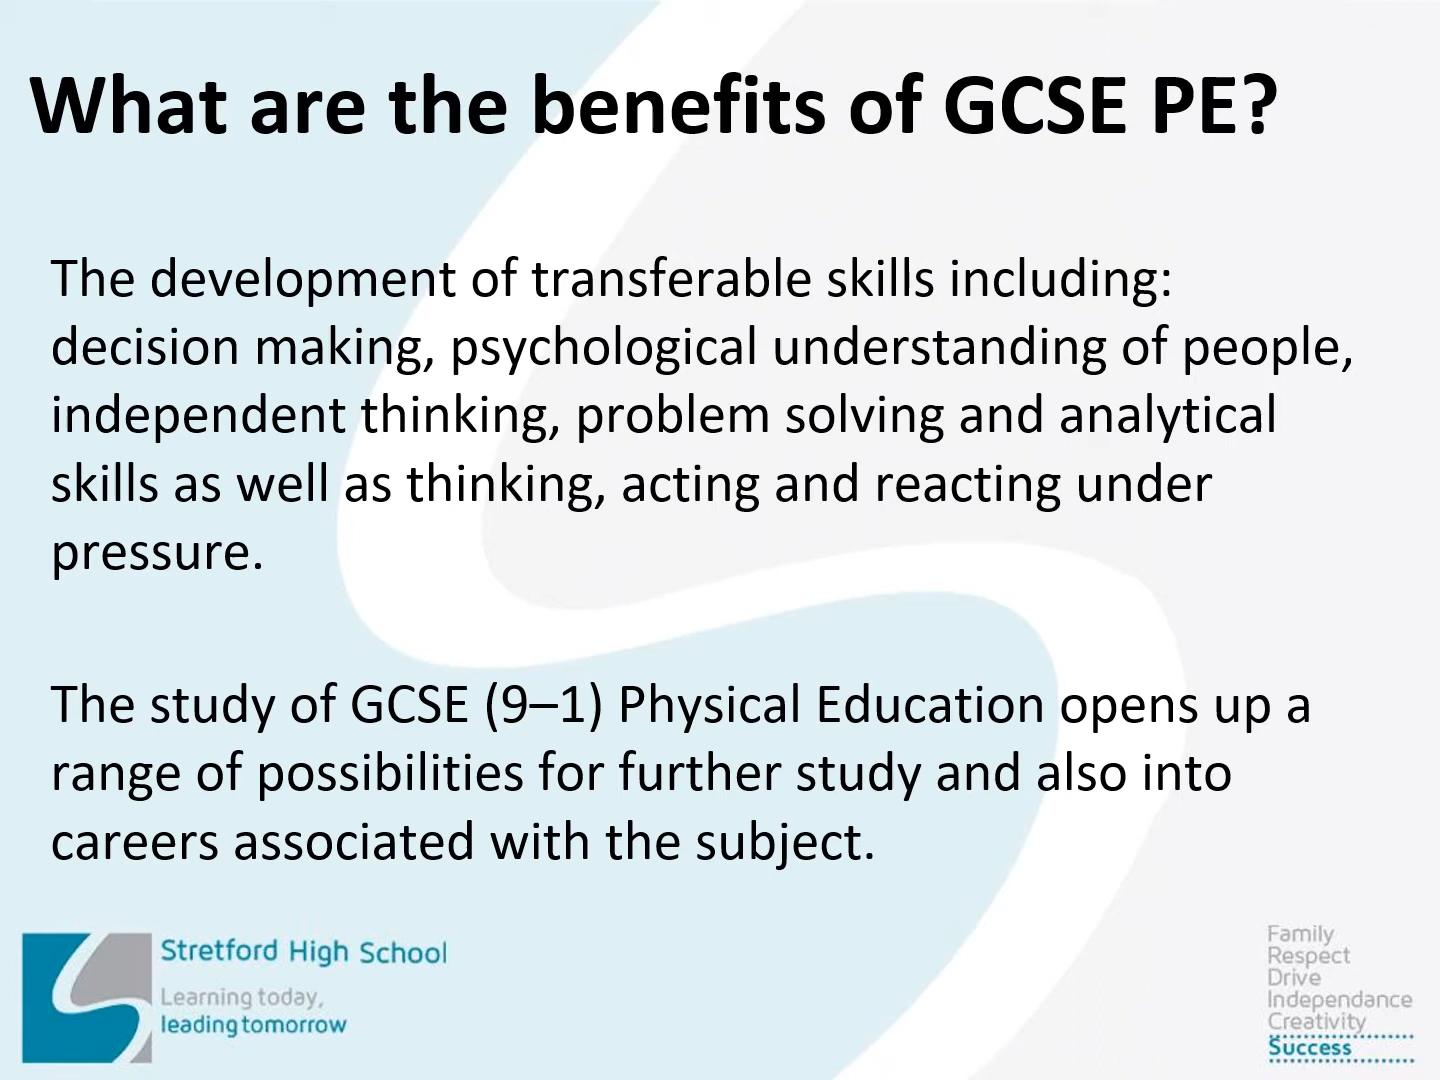 What are the benefits of GCSE PE?
The development of transferable skills including:
decision making, psychological understanding of people,
independent thinking, problem solving and analytical
skills as well as thinking, acting and reacting under
pressure.
The study of GCSE (9–1) Physical Education opens up a
range of possibilities for further study and also into
careers associated with the subject.
Stretford High School
Learning today,
leading tomorrow
Family
Respect
Drive
Independance
Creativity
Success